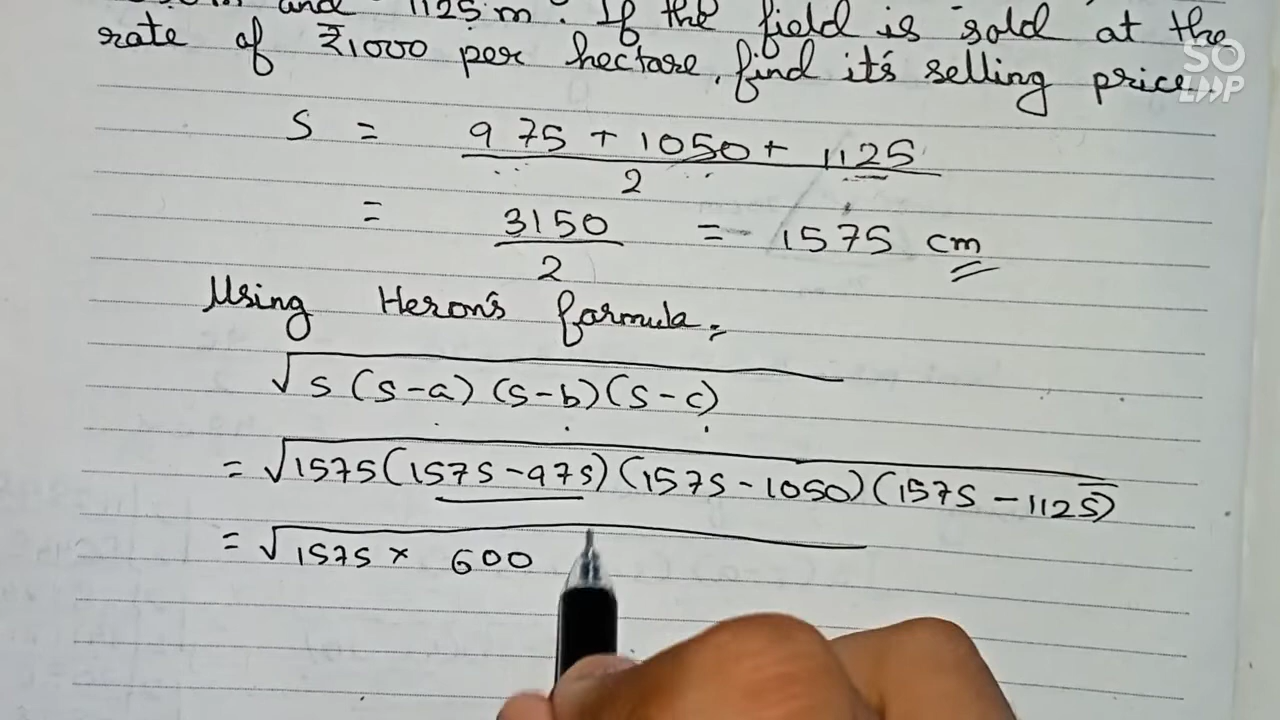 and 1125 m. If the field is sold at the
rate of ₹1000 per hectare, find it's selling price.
SO
S = 975 + 1050 + 1125
2
= 3150 = 1575 cm
2
Using Heron's formula,
√s (s-a) (s-b) (s-c)
= √1575 (1575 - 975) (1575 - 1050) (1575 - 1125)
= √1575 × 600